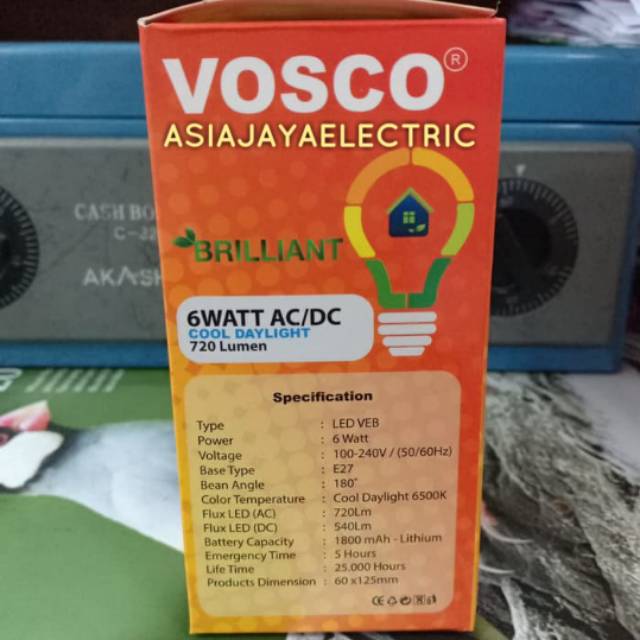 VOSCO®
ASIAJAYAELECTRIC
BRILLIANT
6WATT AC/DC
COOL DAYLIGHT
720 Lumen
Specification
Type : LED VEB
Power : 6 Watt
Voltage : 100-240V / (50/60Hz)
Base Type : E27
Bean Angle : 180°
Color Temperature : Cool Daylight 6500K
Flux LED (AC) : 720Lm
Flux LED (DC) : 540Lm
Battery Capacity : 1800 mAh - Lithium
Emergency Time : 5 Hours
Life Time : 25.000 Hours
Products Dimension : 60 x125mm
CE
CASH